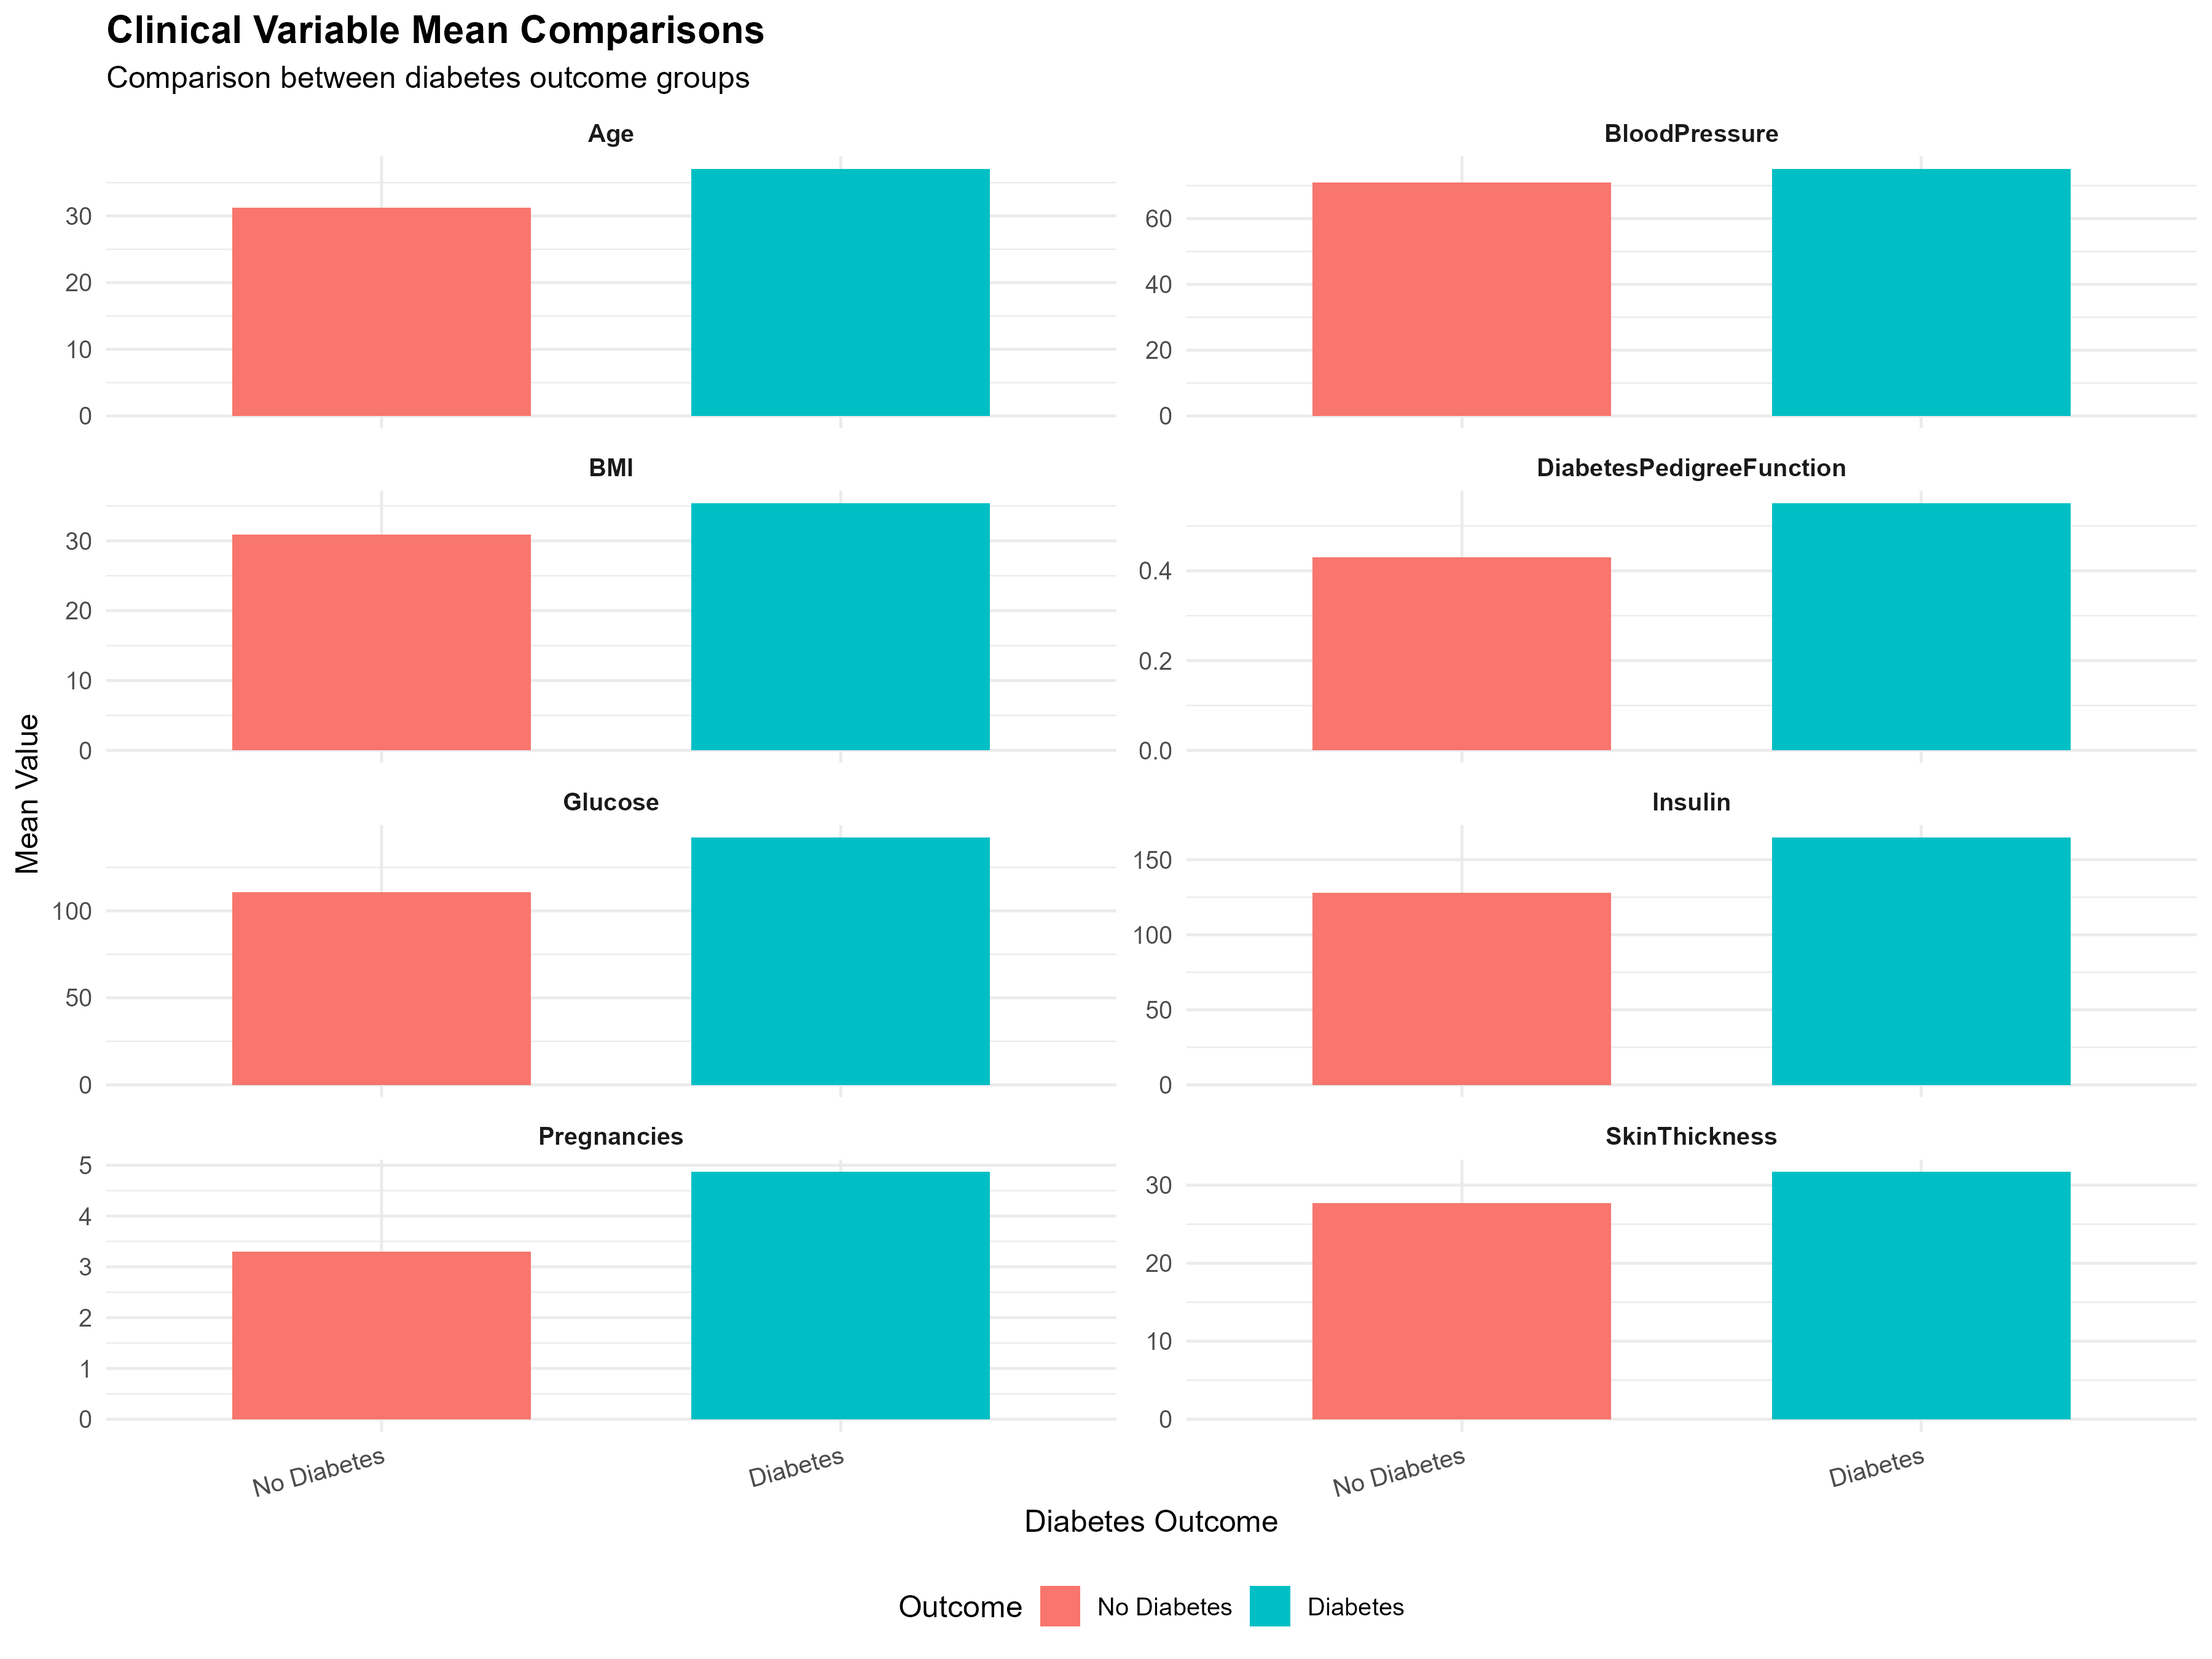 Clinical Variable Mean Comparisons
Comparison between diabetes outcome groups
Age
30
20
10
0
BloodPressure
60
40
20
0
BMI
30
20
10
0
DiabetesPedigreeFunction
0.4
0.2
0.0
Glucose
100
50
0
Insulin
150
100
50
0
Pregnancies
5
4
3
2
1
0
SkinThickness
30
20
10
0
Mean Value
No Diabetes
Diabetes
No Diabetes
Diabetes
Diabetes Outcome
Outcome No Diabetes Diabetes